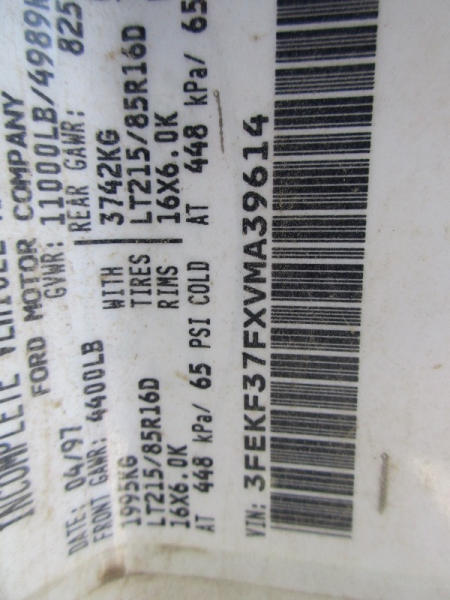 INCOMPLETE VEHICLE
FORD MOTOR COMPANY
GVWR: 11000LB/4989K
DATE: 04/97
FRONT GAWR: 4400LB
REAR GAWR: 825
1995KG WITH 3742KG
LT215/85R16D TIRES LT215/85R16D
16X6.0K RIMS 16X6.0K
AT 448 kPa/ 65 PSI COLD AT 448 kPa/ 65
VIN: 3FEKF37FXVMA39614